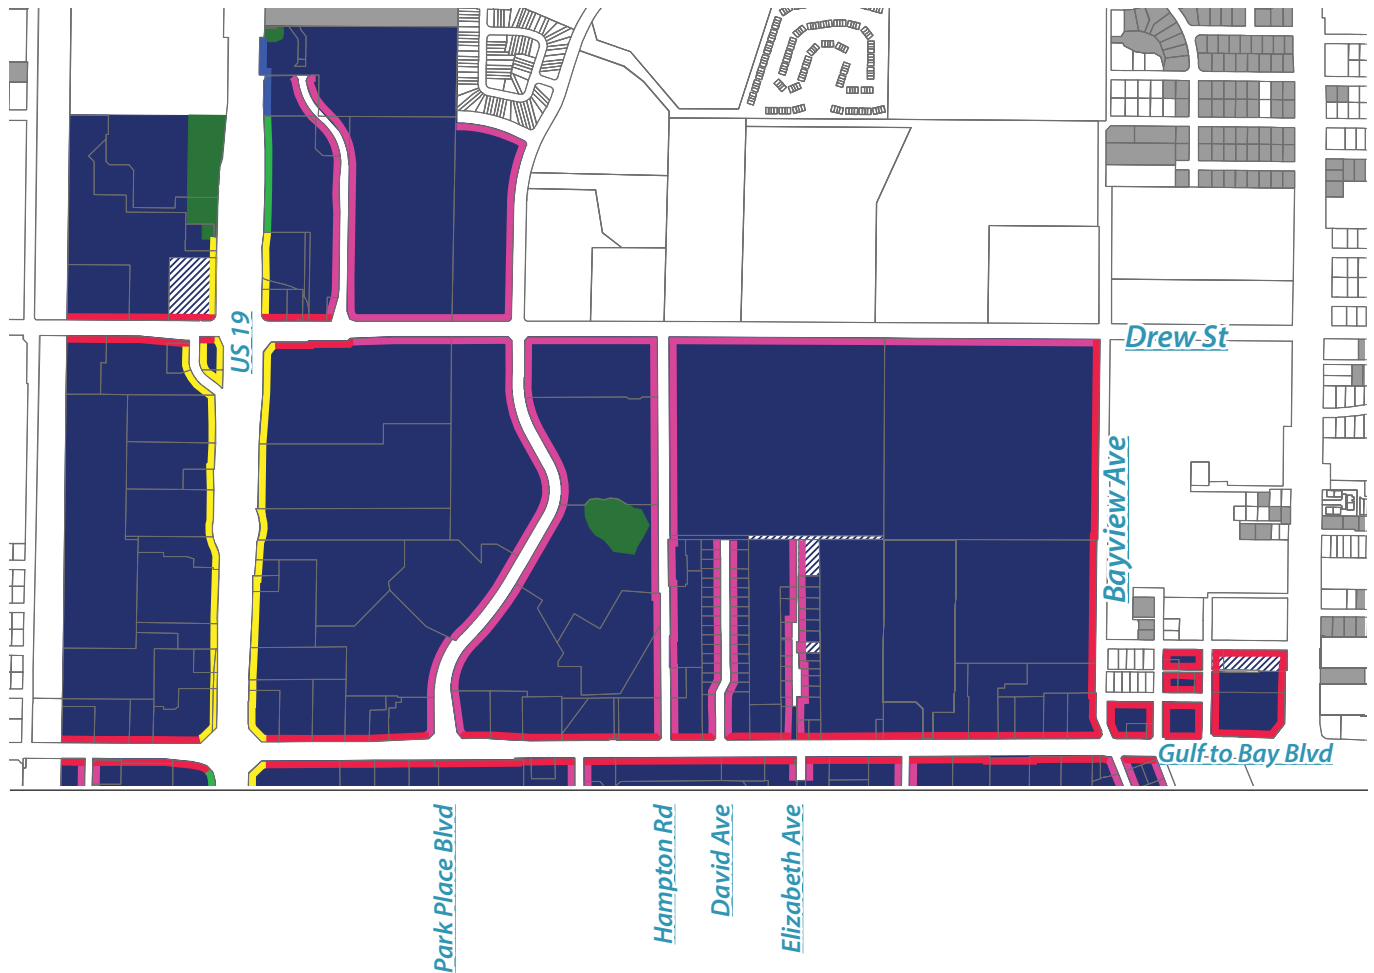 US 19
Drew St
Bayview Ave
Gulf-to Bay Blvd
Park Place Blvd
Hampton Rd
David Ave
Elizabeth Ave